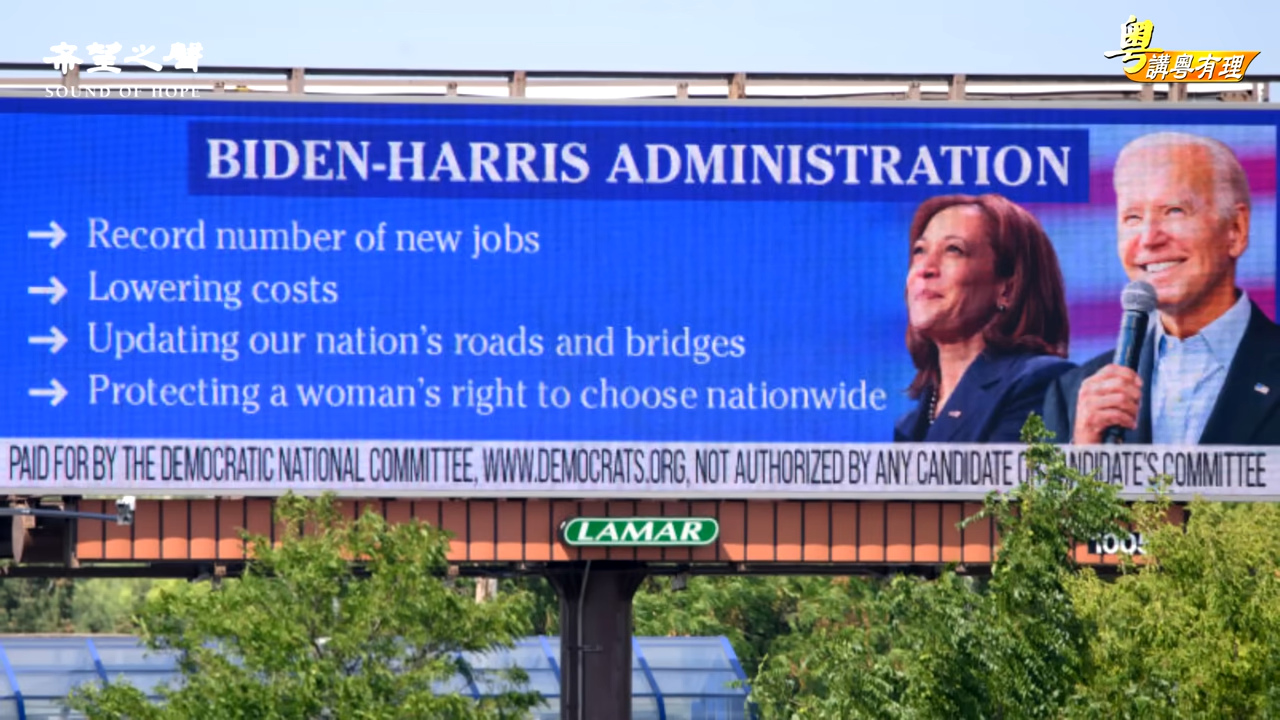 希望之聲
SOUND OF HOPE
粵
講粵有理
BIDEN-HARRIS ADMINISTRATION
→ Record number of new jobs
→ Lowering costs
→ Updating our nation's roads and bridges
→ Protecting a woman's right to choose nationwide
PAID FOR BY THE DEMOCRATIC NATIONAL COMMITTEE, WWW.DEMOCRATS.ORG, NOT AUTHORIZED BY ANY CANDIDATE COMMITTEE
LAMAR